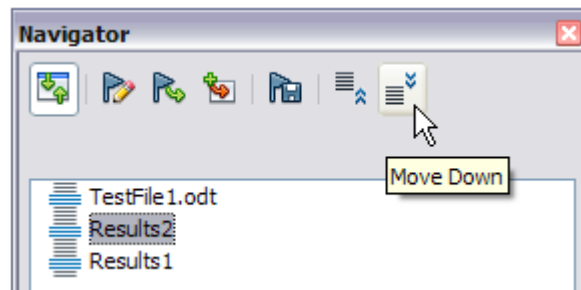 Navigator
Move Down
TestFile1.odt
Results2
Results1